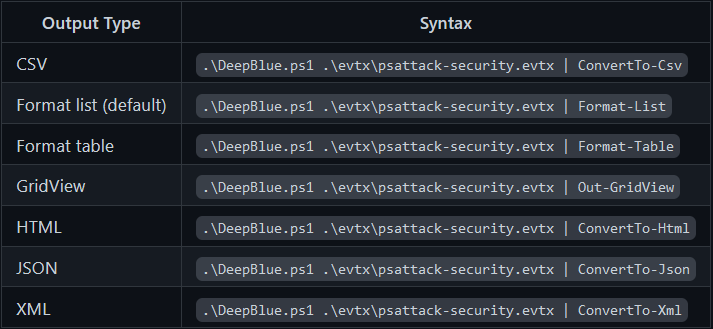 Output Type Syntax
CSV .\DeepBlue.ps1 .\evtx\psattack-security.evtx | ConvertTo-Csv
Format list (default) .\DeepBlue.ps1 .\evtx\psattack-security.evtx | Format-List
Format table .\DeepBlue.ps1 .\evtx\psattack-security.evtx | Format-Table
GridView .\DeepBlue.ps1 .\evtx\psattack-security.evtx | Out-GridView
HTML .\DeepBlue.ps1 .\evtx\psattack-security.evtx | ConvertTo-Html
JSON .\DeepBlue.ps1 .\evtx\psattack-security.evtx | ConvertTo-Json
XML .\DeepBlue.ps1 .\evtx\psattack-security.evtx | ConvertTo-Xml